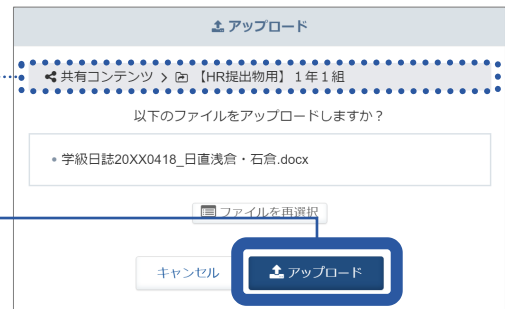 アップロード
共有コンテンツ > 【HR提出物用】１年１組
以下のファイルをアップロードしますか？
• 学級日誌20XX0418_日直浅倉・石倉.docx
ファイルを再選択
キャンセル アップロード